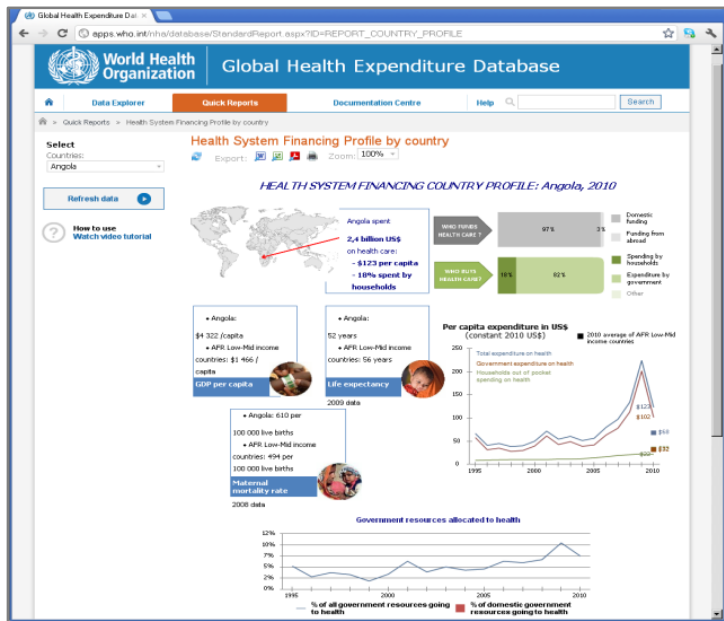 Global Health Expenditure Dat
apps.who.int/nha/database/StandardReport.aspx?ID=REPORT_COUNTRY_PROFILE
World Health
Organization
Global Health Expenditure Database
Data Explorer
Quick Reports
Documentation Centre
Help
Search
» Quick Reports » Health System Financing Profile by country
Select
Countries:
Angola
Refresh data
How to use
Watch video tutorial
Health System Financing Profile by country
Export:
Zoom: 100%
HEALTH SYSTEM FINANCING COUNTRY PROFILE: Angola, 2010
Angola spent
2,4 billion US$
on health care:
- $123 per capita
- 18% spent by
households
WHO FUNDS
HEALTH CARE ?
97%
3%
Domestic
funding
Funding from
abroad
WHO BUYS
HEALTH CARE?
18%
82%
Spending by
households
Expenditure by
government
Other
• Angola:
$4 322 /capita
• AFR Low-Mid income
countries: $1 466 /
capita
GDP per capita
• Angola:
52 years
• AFR Low-Mid income
countries: 56 years
Life expectancy
2009 data
• Angola: 610 per
100 000 live births
• AFR Low-Mid income
countries: 494 per
100 000 live births
Maternal
mortality rate
2008 data
Per capita expenditure in US$
(constant 2010 US$)
2010 average of AFR Low-Mid
income countries
Total expenditure on health
Government expenditure on health
Households out of pocket
spending on health
250
200
150
100
50
0
1995
2000
2005
2010
$123
$102
Government resources allocated to health
12%
10%
7%
5%
2%
0%
1995
2000
2005
2010
% of all government resources going
to health
% of domestic government
resources going to health